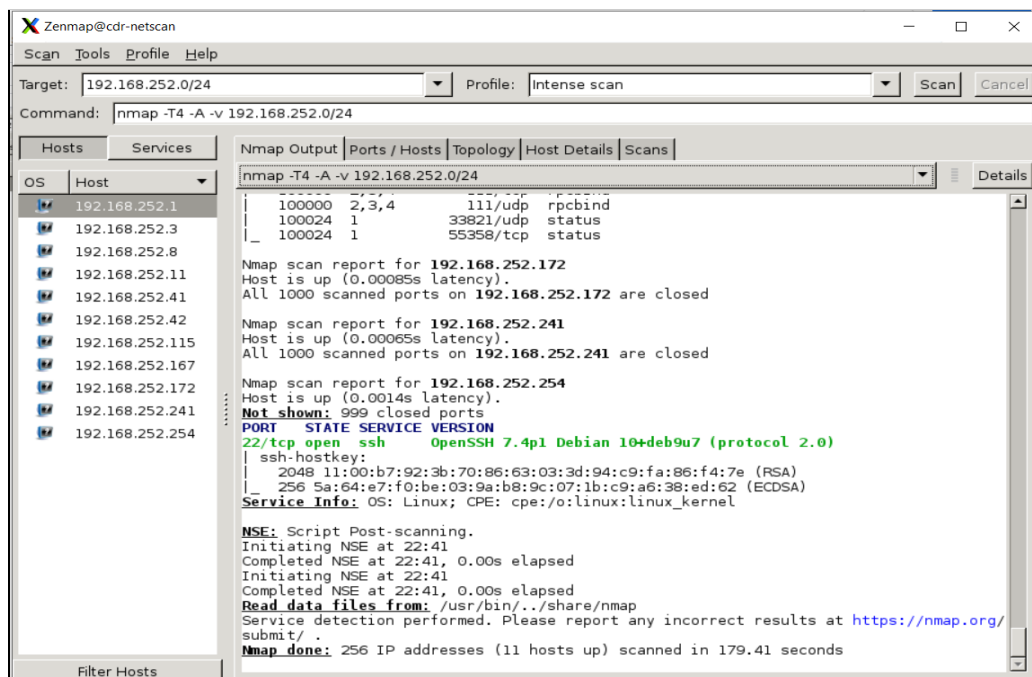 Zenmap@cdr-netscan
Scan Tools Profile Help
Target: 192.168.252.0/24 Profile: Intense scan Scan Cancel
Command: nmap -T4 -A -v 192.168.252.0/24
Hosts Services
Nmap Output Ports / Hosts Topology Host Details Scans
OS Host
nmap -T4 -A -v 192.168.252.0/24 Details
192.168.252.1
192.168.252.3
192.168.252.8
192.168.252.11
192.168.252.41
192.168.252.42
192.168.252.115
192.168.252.167
192.168.252.172
192.168.252.241
192.168.252.254
Filter Hosts
| 100000 2,3,4 111/udp rpcbind
| 100024 1 33821/udp status
|_ 100024 1 55358/tcp status
Nmap scan report for 192.168.252.172
Host is up (0.00085s latency).
All 1000 scanned ports on 192.168.252.172 are closed
Nmap scan report for 192.168.252.241
Host is up (0.00065s latency).
All 1000 scanned ports on 192.168.252.241 are closed
Nmap scan report for 192.168.252.254
Host is up (0.0014s latency).
Not shown: 999 closed ports
PORT STATE SERVICE VERSION
22/tcp open ssh OpenSSH 7.4p1 Debian 10+deb9u7 (protocol 2.0)
| ssh-hostkey:
| 2048 11:00:b7:92:3b:70:86:63:03:3d:94:c9:fa:86:f4:7e (RSA)
|_ 256 5a:64:e7:f0:be:03:9a:b8:9c:07:1b:c9:a6:38:ed:62 (ECDSA)
Service Info: OS: Linux; CPE: cpe:/o:linux:linux_kernel
NSE: Script Post-scanning.
Initiating NSE at 22:41
Completed NSE at 22:41, 0.00s elapsed
Initiating NSE at 22:41
Completed NSE at 22:41, 0.00s elapsed
Read data files from: /usr/bin/../share/nmap
Service detection performed. Please report any incorrect results at https://nmap.org/
submit/ .
Nmap done: 256 IP addresses (11 hosts up) scanned in 179.41 seconds